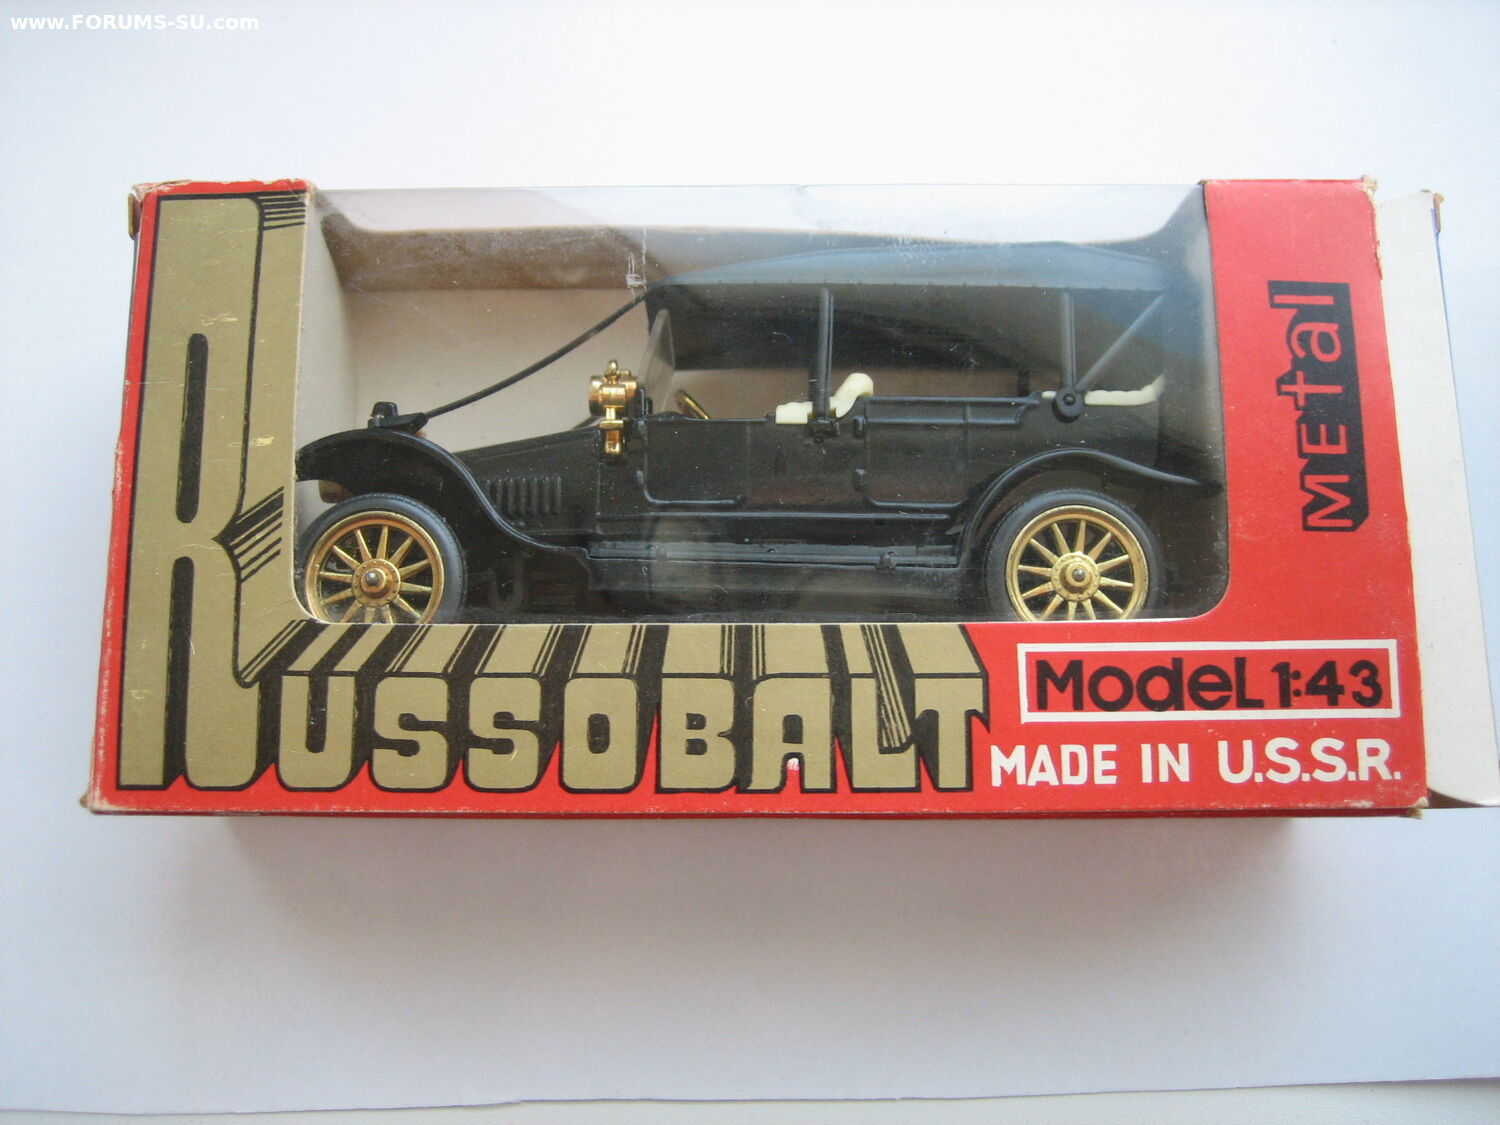 www.FORUMS-SU.com
METAL
RUSSOBALT
Model 1:43
MADE IN U.S.S.R.